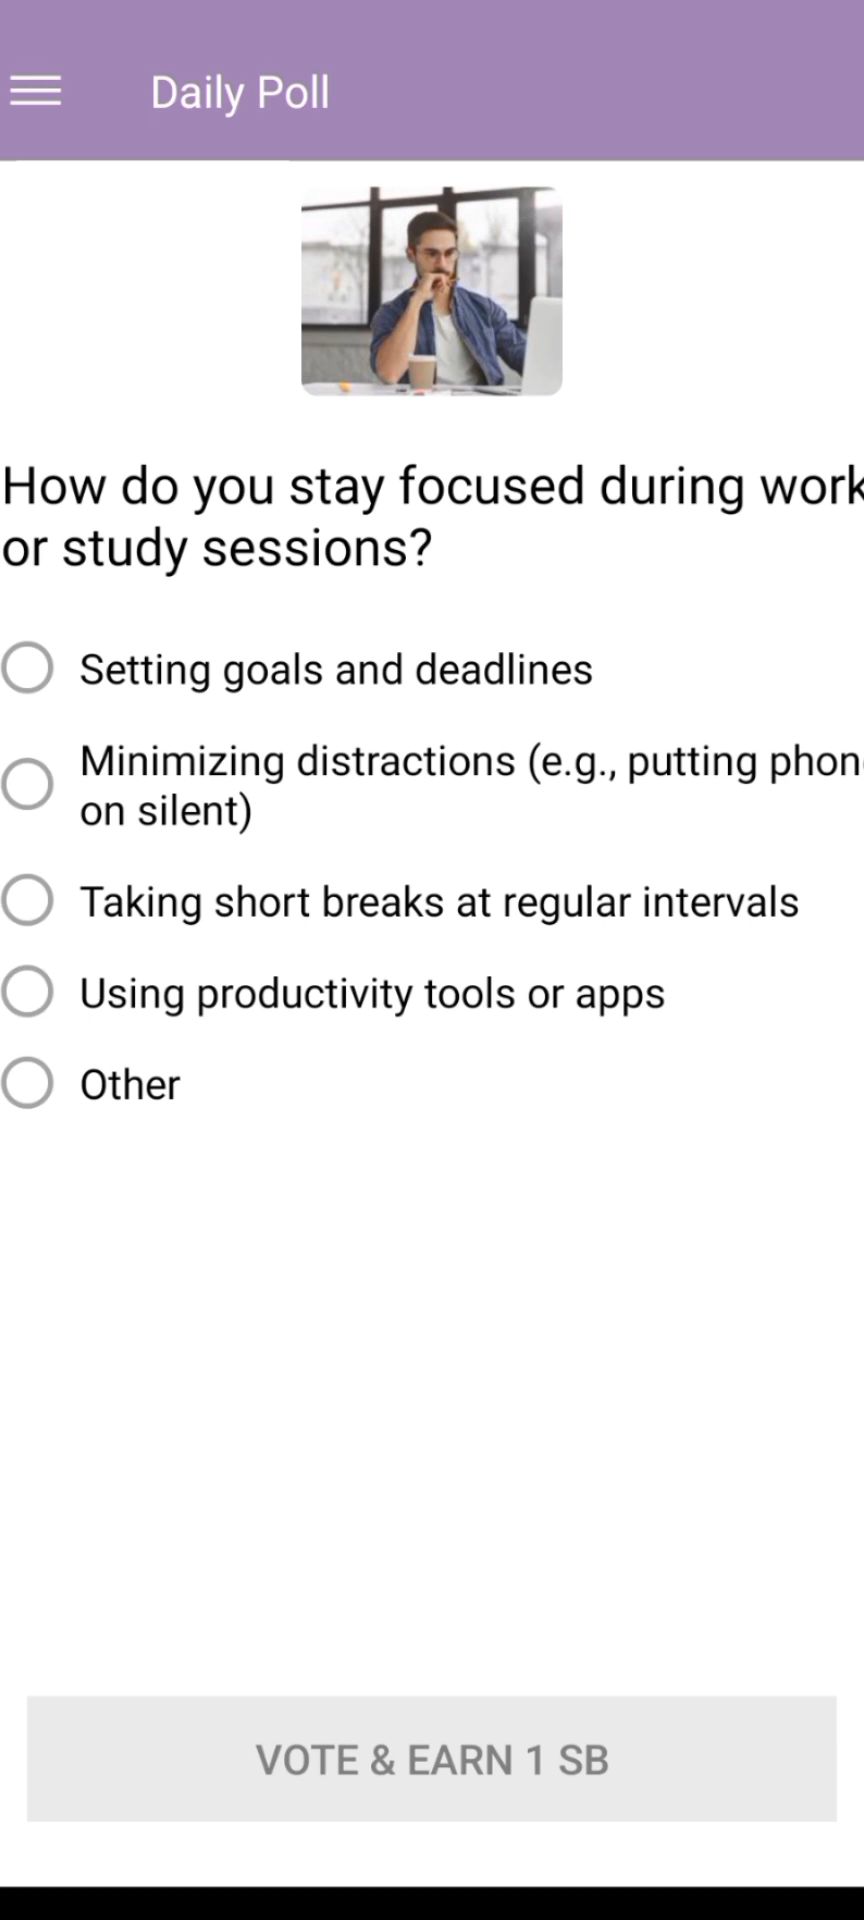 Daily Poll
How do you stay focused during work
or study sessions?
Setting goals and deadlines
Minimizing distractions (e.g., putting phon
on silent)
Taking short breaks at regular intervals
Using productivity tools or apps
Other
VOTE & EARN 1 SB